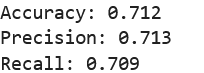 Accuracy: 0.712
Precision: 0.713
Recall: 0.709